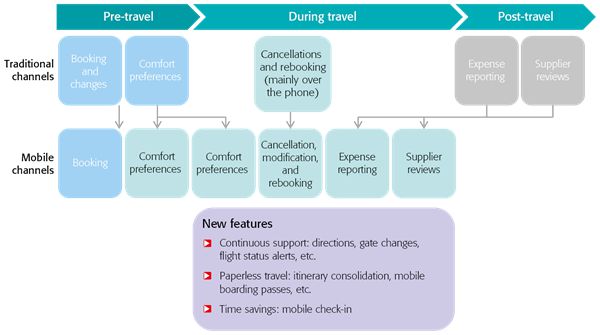 Pre-travel
During travel
Post-travel
Traditional
channels
Booking
and
changes
Comfort
preferences
Cancellations
and rebooking
(mainly over
the phone)
Expense
reporting
Supplier
reviews
Mobile
channels
Booking
Comfort
preferences
Comfort
preferences
Cancellation,
modification,
and
rebooking
Expense
reporting
Supplier
reviews
New features
Continuous support: directions, gate changes,
flight status alerts, etc.
Paperless travel: itinerary consolidation, mobile
boarding passes, etc.
Time savings: mobile check-in